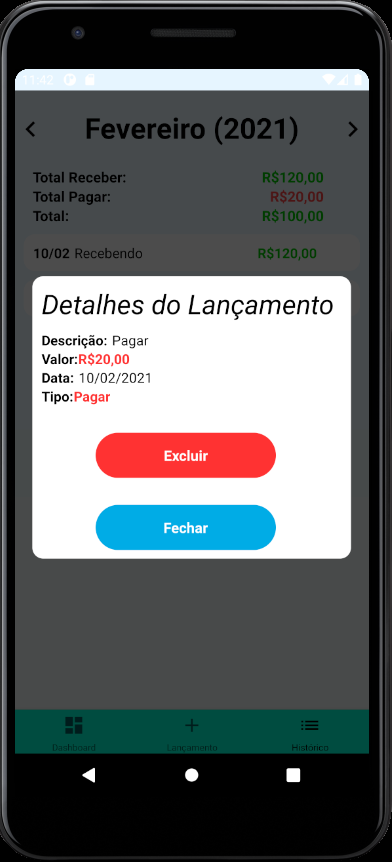 11:42
Fevereiro (2021)
Total Receber: R$120,00
Total Pagar: R$20,00
Total: R$100,00
10/02 Recebendo R$120,00
Detalhes do Lançamento
Descrição: Pagar
Valor:R$20,00
Data: 10/02/2021
Tipo:Pagar
Excluir
Fechar
Dashboard Lançamento Histórico